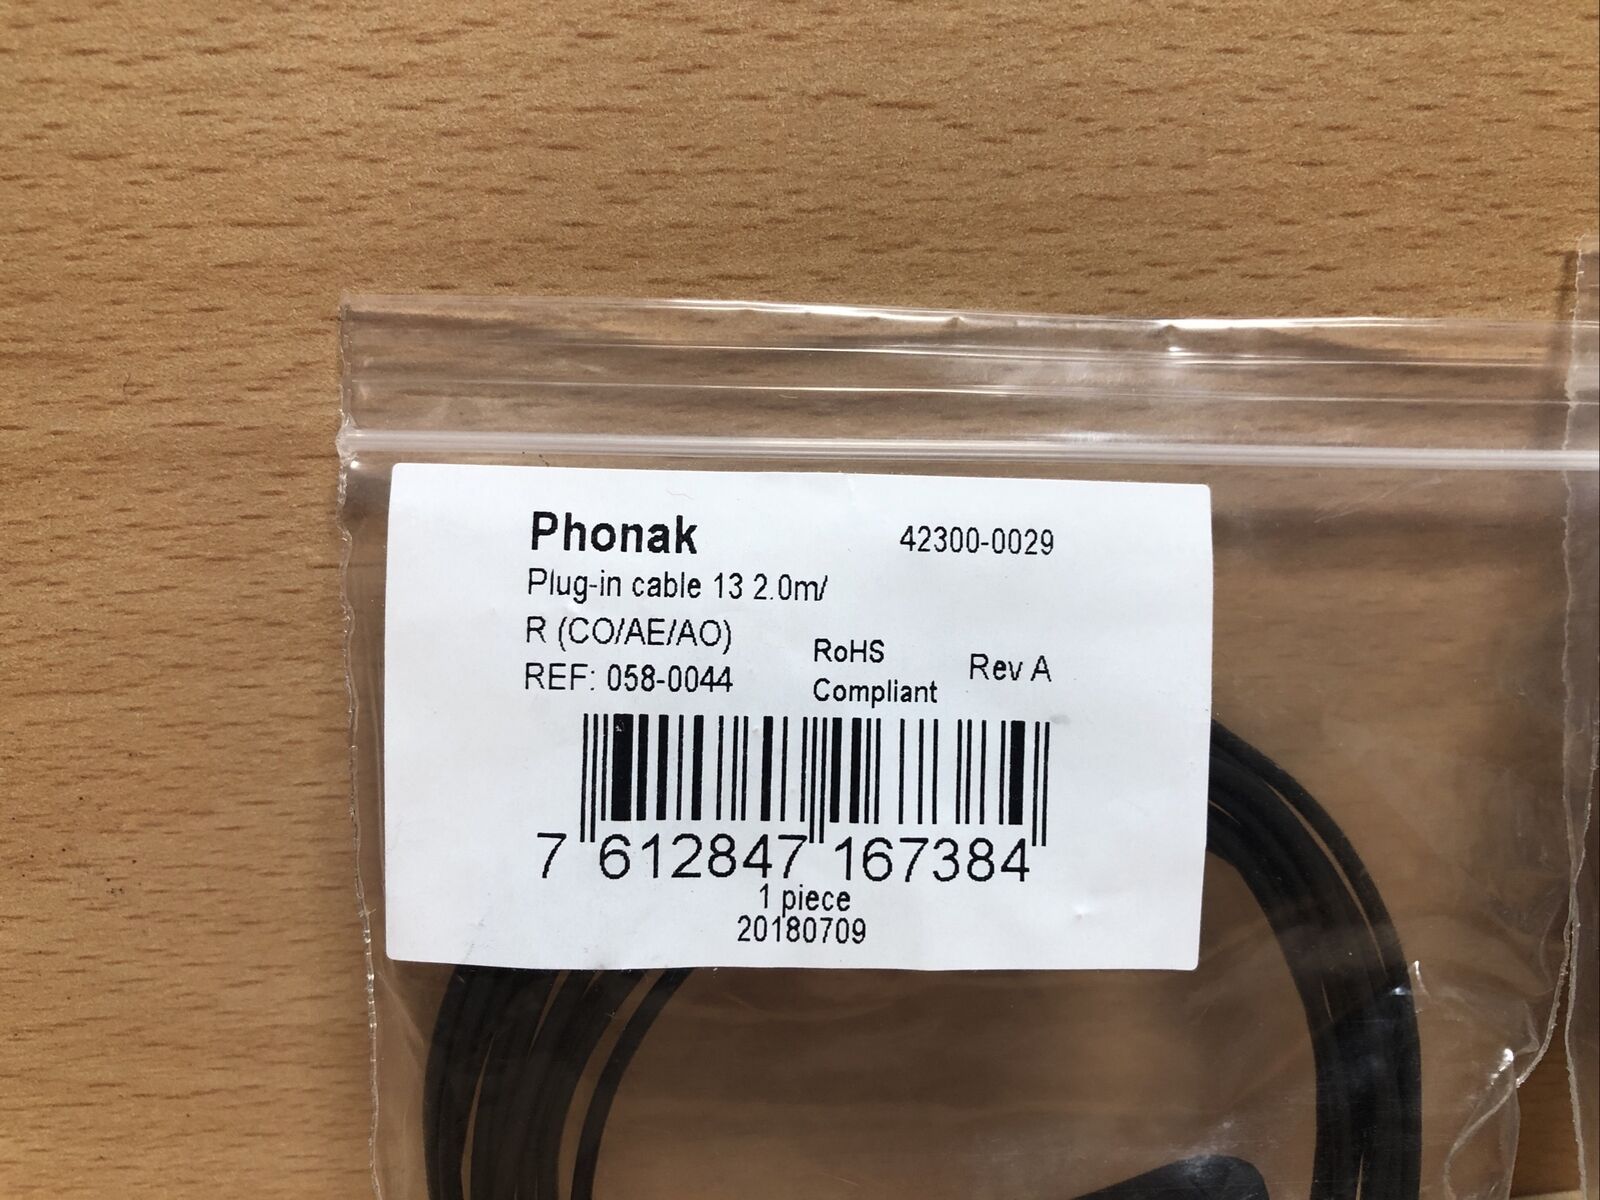 Phonak 42300-0029
Plug-in cable 13 2.0m/
R (CO/AE/AO)
REF: 058-0044
RoHS
Compliant
Rev A
7 612847 167384
1 piece
20180709